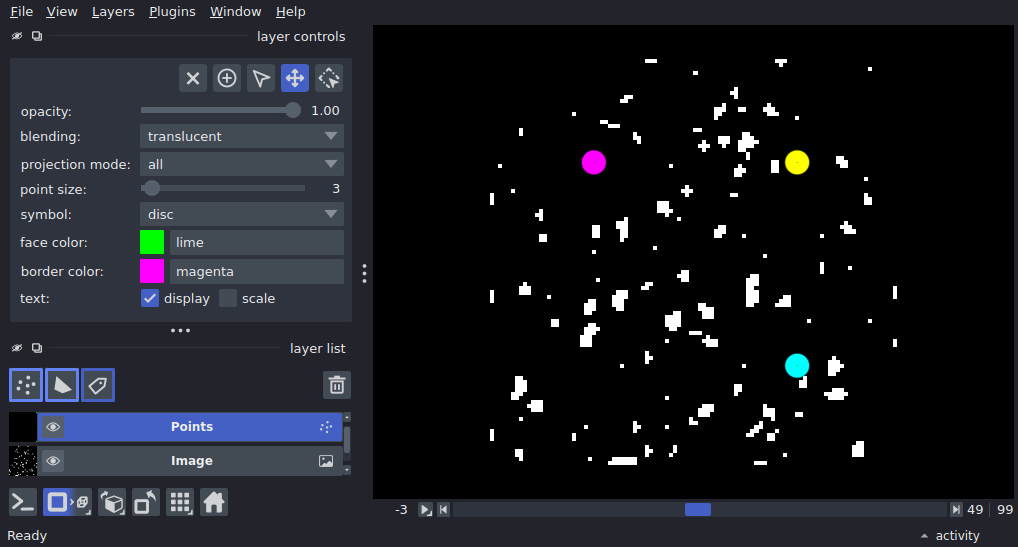 File View Layers Plugins Window Help
layer controls
opacity: 1.00
blending: translucent
projection mode: all
point size: 3
symbol: disc
face color: lime
border color: magenta
text: display scale
layer list
Points
Image
-3 49 99
Ready activity